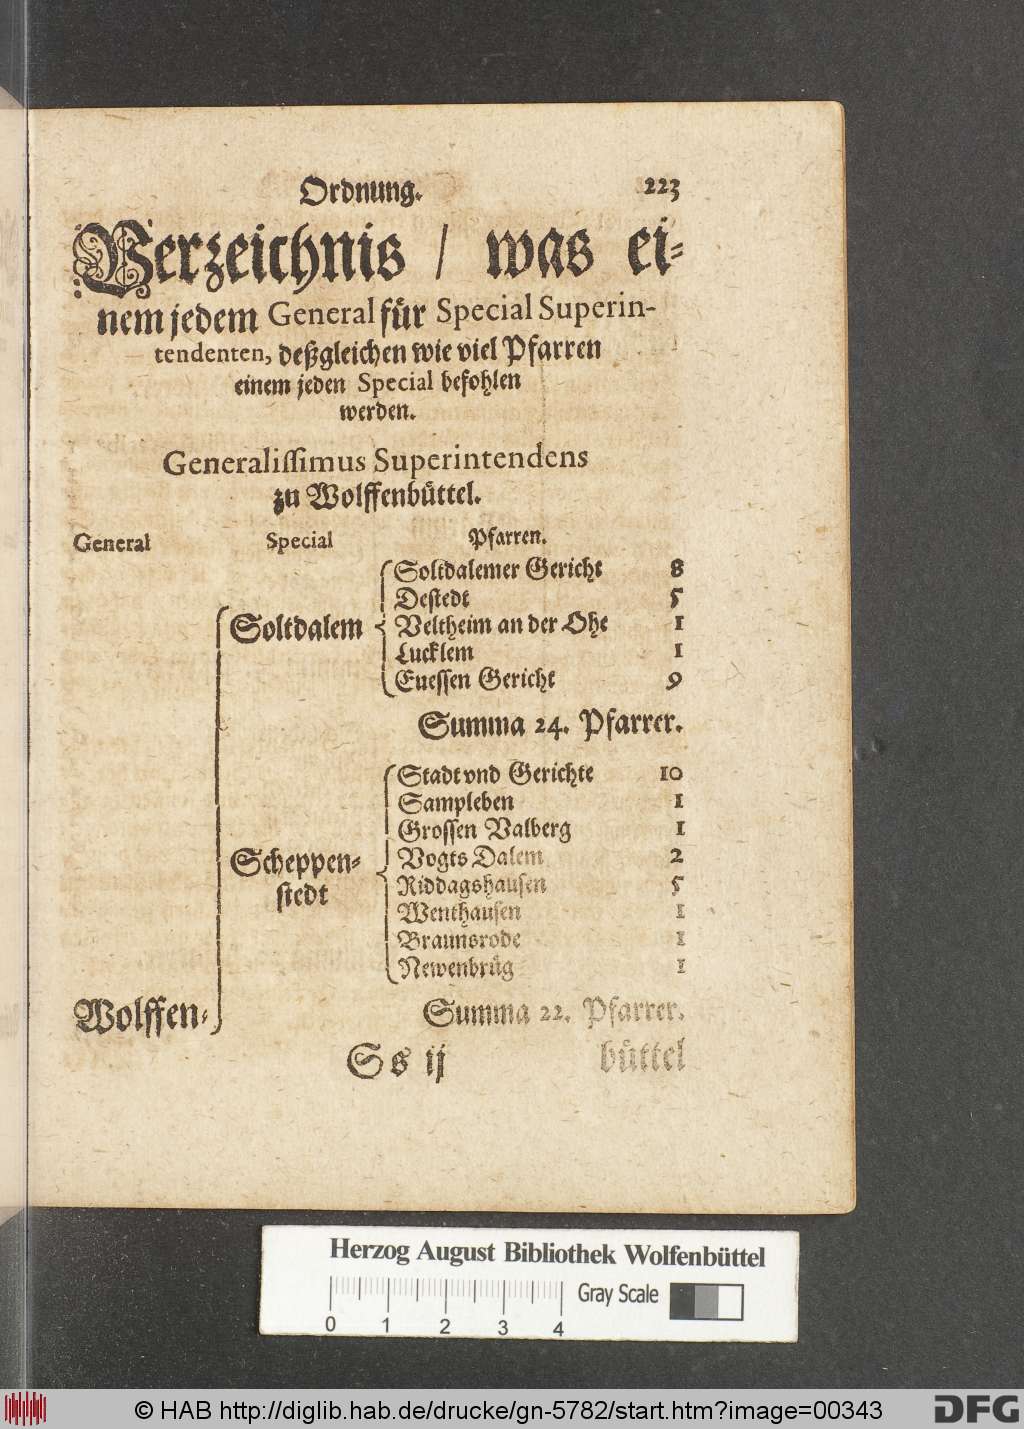 Ordnung. 223
Verzeichnis / was ei-
nem jedem General für Special Superin-
tendenten, deßgleichen wie viel Pfarren
einem jeden Special befohlen
werden.
Generalissimus Superintendens
zu Wolffenbüttel.
General Special Pfarren.
Soltdalemer Gericht 8
Destedt 5
Soltdalem Veltheim an der Ohe 1
Lucklem 1
Euessen Gericht 9
Summa 24. Pfarrer.
Stadt vnd Gerichte 10
Sampleben 1
Grossen Valberg 1
Scheppen- Vogts Dalem 2
stedt Riddagshausen 5
Wenthausen 1
Braunsrode 1
Newenbrüg 1
Wolffen- Summa 22. Pfarrer.
S s ij büttel
Herzog August Bibliothek Wolfenbüttel
Gray Scale
0 1 2 3 4
© HAB http://diglib.hab.de/drucke/gn-5782/start.htm?image=00343
DFG